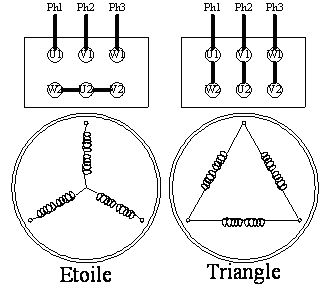 Ph1 Ph2 Ph3 Ph1 Ph2 Ph3
U1 V1 W1 U1 V1 W1
W2 U2 V2 W2 U2 V2
Etoile Triangle